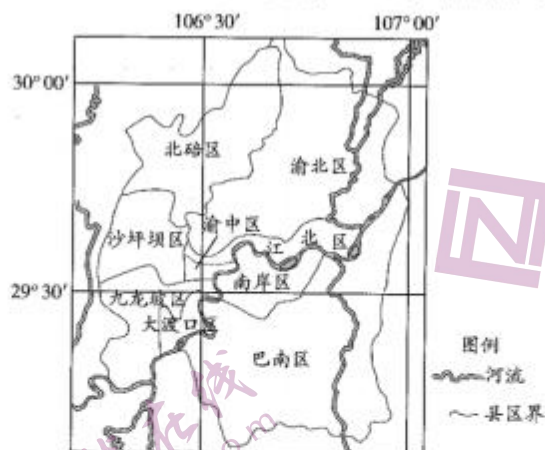 106°30′ 107°00′
30°00′
北碚区
渝北区
渝中区
沙坪坝区
江北区
29°30′
九龙坡区
南岸区
大渡口区
巴南区
图例
河流
县区界
在线